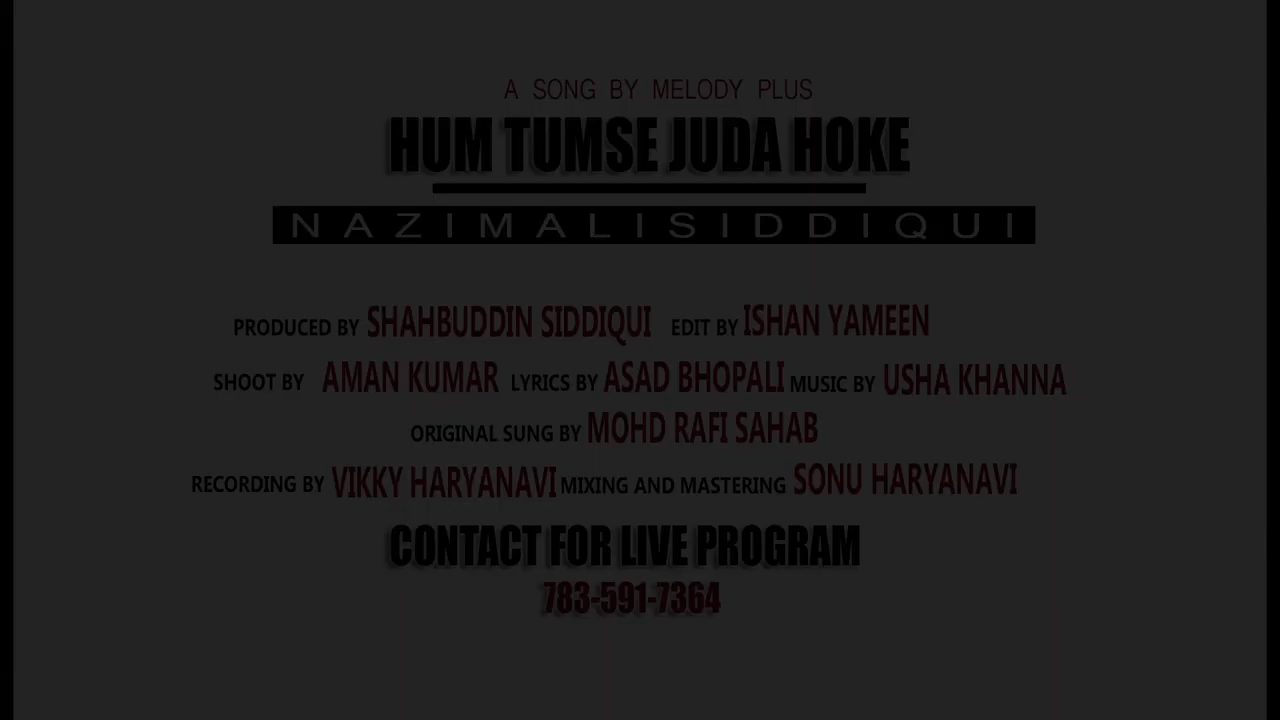 A SONG BY MELODY PLUS
HUM TUMSE JUDA HOKE
NAZIMALISIDDIQUI
PRODUCED BY SHAHBUDDIN SIDDIQUI EDIT BY ISHAN YAMEEN
SHOOT BY AMAN KUMAR LYRICS BY ASAD BHOPALI MUSIC BY USHA KHANNA
ORIGINAL SUNG BY MOHD RAFI SAHAB
RECORDING BY VIKKY HARYANAVI MIXING AND MASTERING SONU HARYANAVI
CONTACT FOR LIVE PROGRAM
783-591-7364